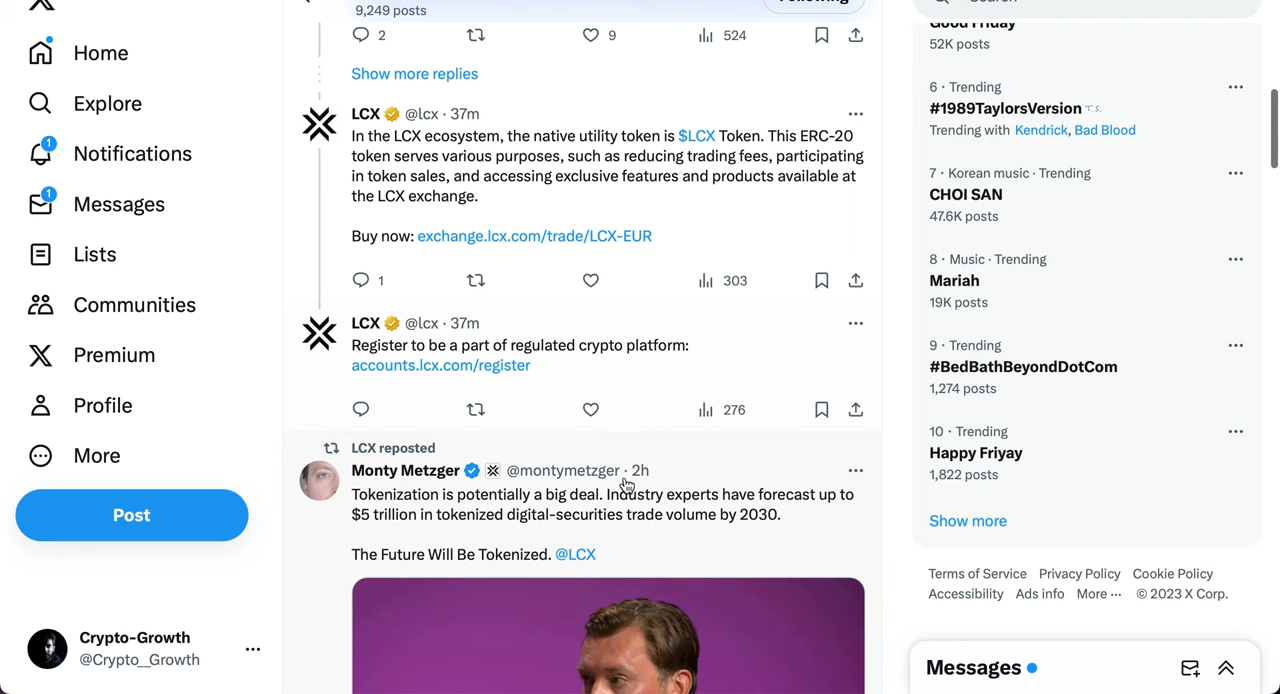 Home
Explore
1
Notifications
1
Messages
Lists
Communities
Premium
Profile
More
Post
Crypto-Growth
@Crypto__Growth
9,249 posts
Following
2 9 524
Show more replies
LCX @lcx · 37m
In the LCX ecosystem, the native utility token is $LCX Token. This ERC-20
token serves various purposes, such as reducing trading fees, participating
in token sales, and accessing exclusive features and products available at
the LCX exchange.
Buy now: exchange.lcx.com/trade/LCX-EUR
1 303
LCX @lcx · 37m
Register to be a part of regulated crypto platform:
accounts.lcx.com/register
276
LCX reposted
Monty Metzger @montymetzger · 2h
Tokenization is potentially a big deal. Industry experts have forecast up to
$5 trillion in tokenized digital-securities trade volume by 2030.
The Future Will Be Tokenized. @LCX
Search
Good Friday
52K posts
6 · Trending
#1989TaylorsVersion T.S.
Trending with Kendrick, Bad Blood
7 · Korean music · Trending
CHOI SAN
47.6K posts
8 · Music · Trending
Mariah
19K posts
9 · Trending
#BedBathBeyondDotCom
1,274 posts
10 · Trending
Happy Friyay
1,822 posts
Show more
Terms of Service Privacy Policy Cookie Policy
Accessibility Ads info More ··· © 2023 X Corp.
Messages